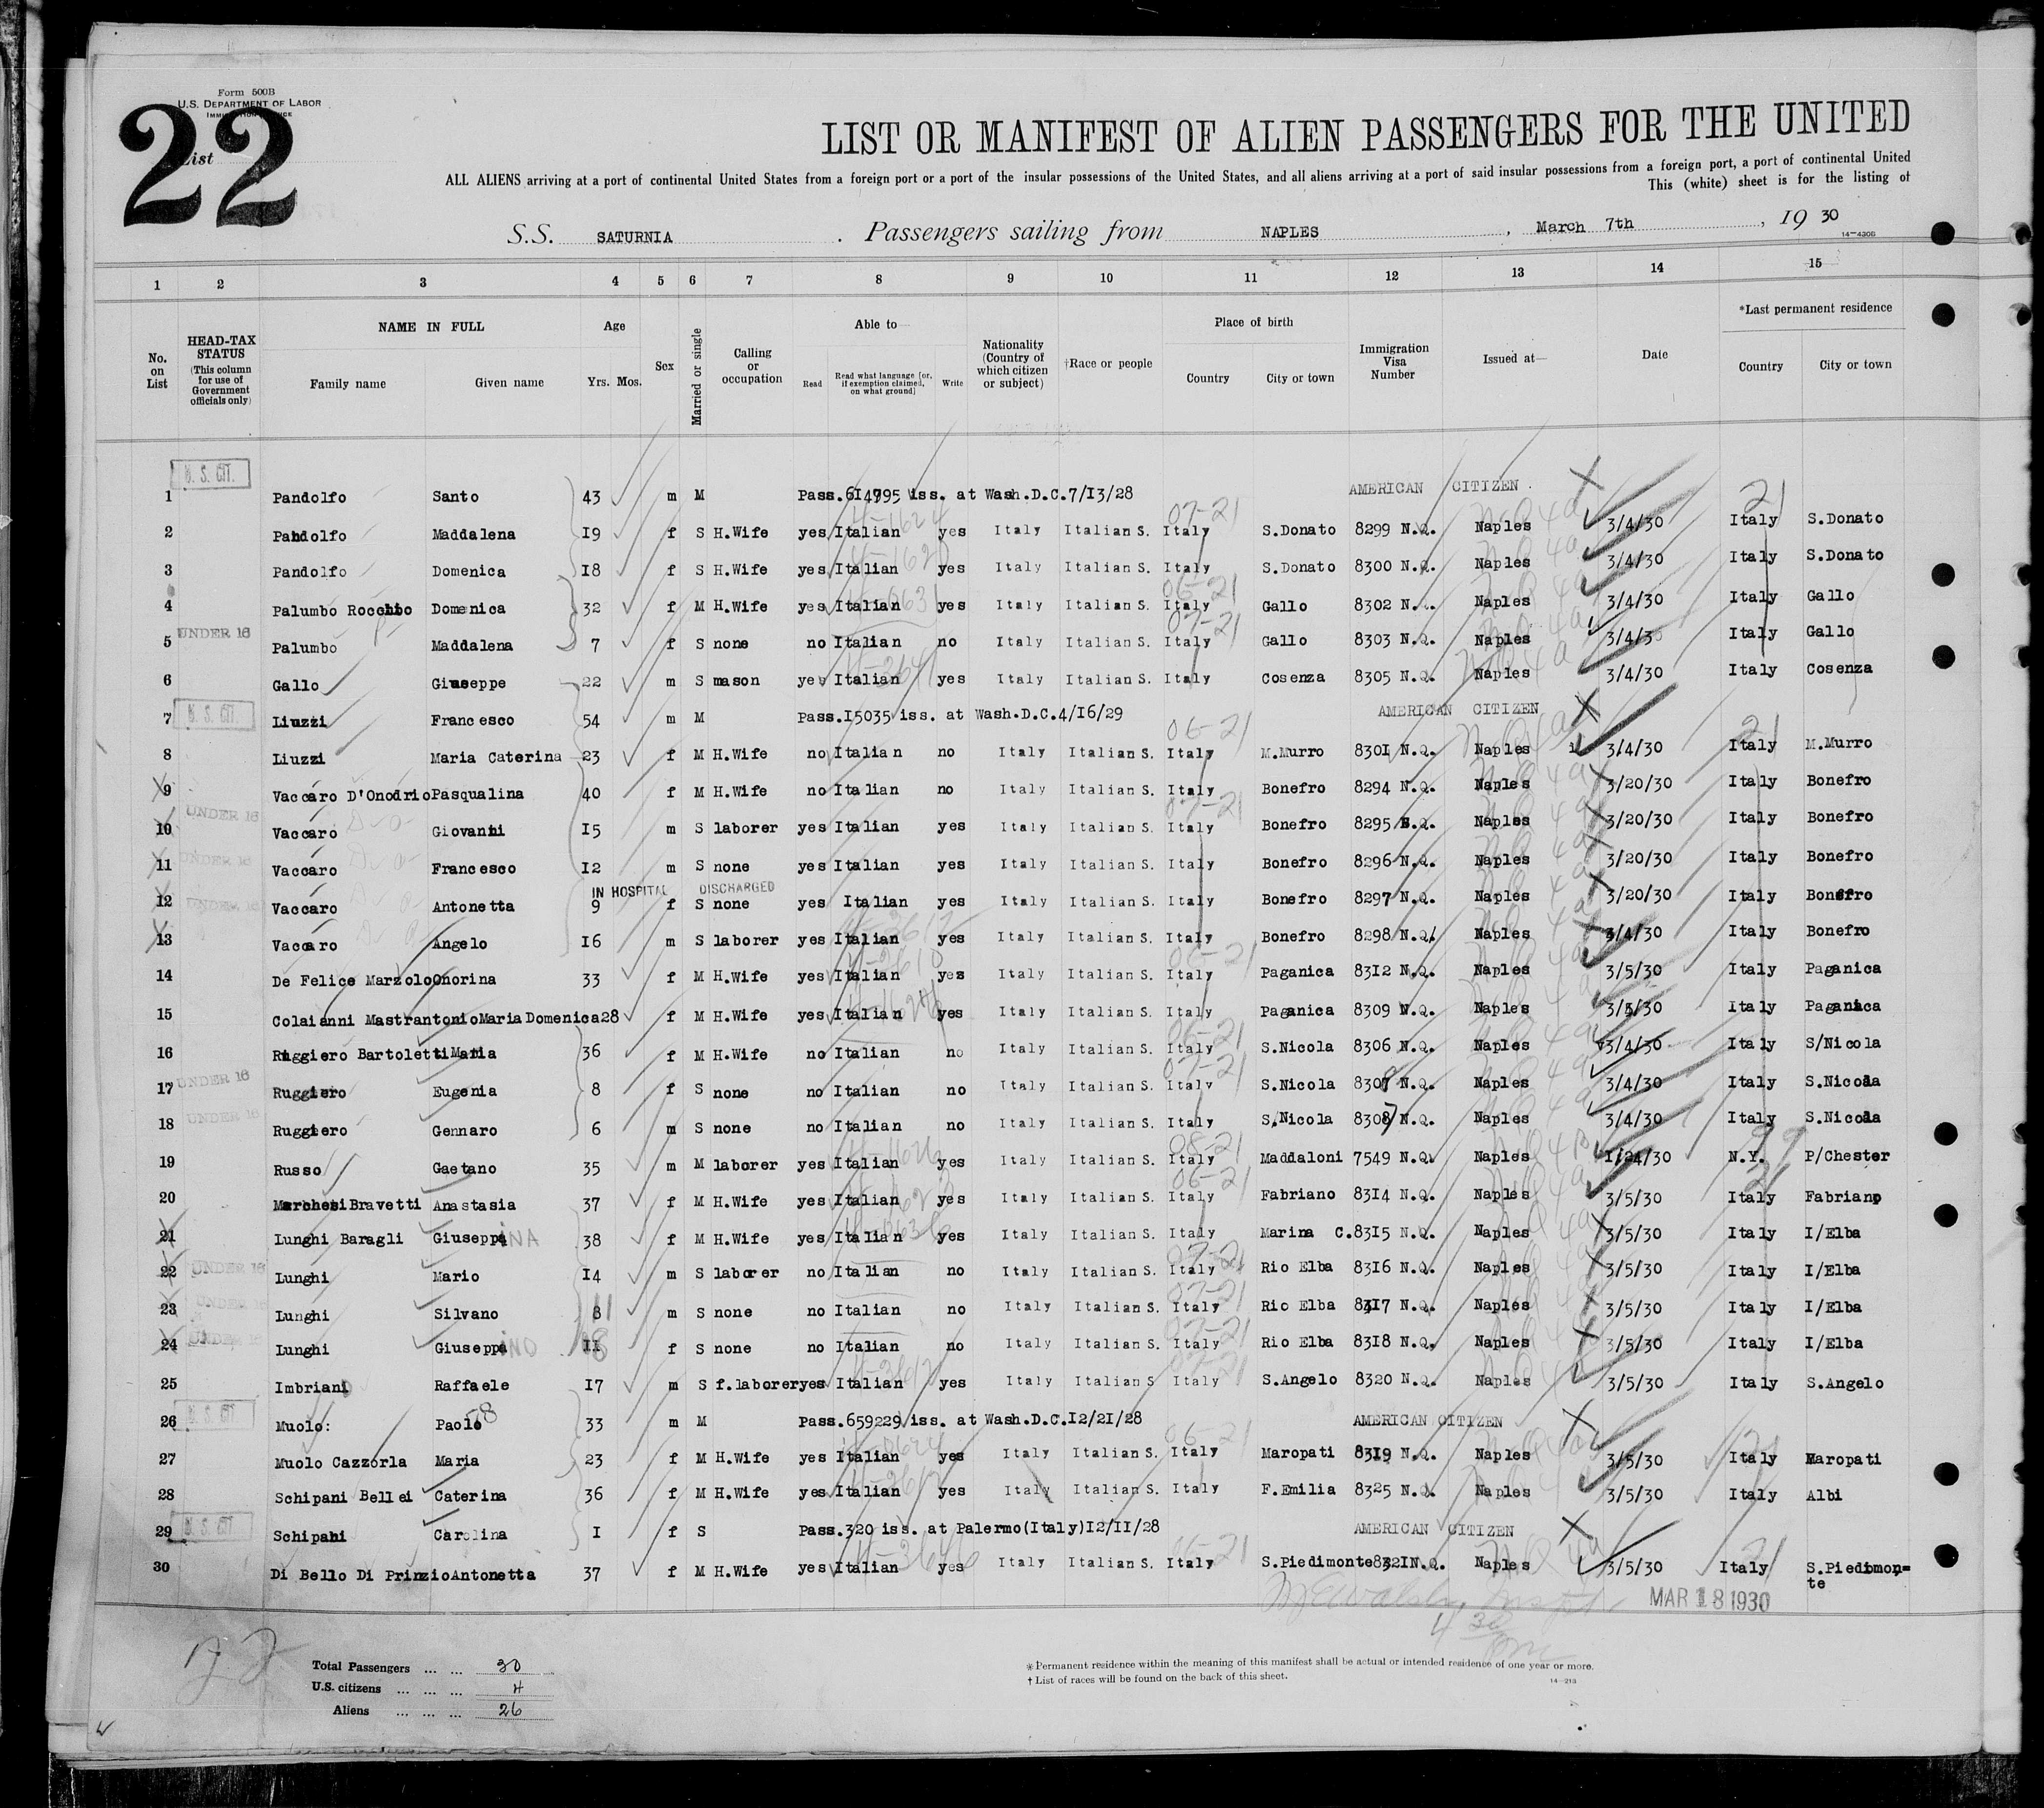 Form 500B
U.S. DEPARTMENT OF LABOR
22
List
LIST OR MANIFEST OF ALIEN PASSENGERS FOR THE UNITED
ALL ALIENS arriving at a port of continental United States from a foreign port or a port of the insular possessions of the United States, and all aliens arriving at a port of said insular possessions from a foreign port, a port of continental United
This (white) sheet is for the listing of
S.S. SATURNIA . Passengers sailing from NAPLES , March 7th , 19 30
14—430B
1 2 3 4 5 6 7 8 9 10 11 12 13 14 15
No. on List HEAD-TAX STATUS (This column for use of Government officials only) NAME IN FULL Family name Given name Age Yrs. Mos. Sex Married or single Calling or occupation Able to Read Read what language [or, if exemption claimed, on what ground] Write Nationality (Country of which citizen or subject) †Race or people Place of birth Country City or town Immigration Visa Number Issued at— Date *Last permanent residence Country City or town
U. S. CIT.
1 Pandolfo Santo 43 m M Pass.614795 iss. at Wash.D.C.7/13/28 AMERICAN CITIZEN X
2 Pandolfo Maddalena 19 f S H.Wife yes Italian yes Italy Italian S. Italy S.Donato 8299 N.Q. Naples 3/4/30 Italy S.Donato
3 Pandolfo Domenica 18 f S H.Wife yes Italian yes Italy Italian S. Italy S.Donato 8300 N.Q. Naples 3/4/30 Italy S.Donato
4 Palumbo Rocchio Domenica 32 f M H.Wife yes Italian yes Italy Italian S. Italy Gallo 8302 N.Q. Naples 3/4/30 Italy Gallo
UNDER 16
5 Palumbo Maddalena 7 f S none no Italian no Italy Italian S. Italy Gallo 8303 N.Q. Naples 3/4/30 Italy Gallo
6 Gallo Giuseppe 22 m S mason yes Italian yes Italy Italian S. Italy Cosenza 8305 N.Q. Naples 3/4/30 Italy Cosenza
U. S. CIT.
7 Liuzzi Francesco 54 m M Pass.15035 iss. at Wash.D.C.4/16/29 AMERICAN CITIZEN X
8 Liuzzi Maria Caterina 23 f M H.Wife no Italian no Italy Italian S. Italy M.Murro 8301 N.Q. Naples 3/4/30 Italy M.Murro
9 Vaccaro D'Onodrio Pasqualina 40 f M H.Wife no Italian no Italy Italian S. Italy Bonefro 8294 N.Q. Naples 3/20/30 Italy Bonefro
UNDER 16
10 Vaccaro Giovanni 15 m S laborer yes Italian yes Italy Italian S. Italy Bonefro 8295 N.Q. Naples 3/20/30 Italy Bonefro
UNDER 16
11 Vaccaro Francesco 12 m S none yes Italian yes Italy Italian S. Italy Bonefro 8296 N.Q. Naples 3/20/30 Italy Bonefro
IN HOSPITAL DISCHARGED
UNDER 16
12 Vaccaro Antonetta 9 f S none yes Italian yes Italy Italian S. Italy Bonefro 8297 N.Q. Naples 3/20/30 Italy Bonefro
13 Vaccaro Angelo 16 m S laborer yes Italian yes Italy Italian S. Italy Bonefro 8298 N.Q. Naples 3/4/30 Italy Bonefro
14 De Felice Marzolo Onorina 33 f M H.Wife yes Italian yes Italy Italian S. Italy Paganica 8312 N.Q. Naples 3/5/30 Italy Paganica
15 Colaianni Mastrantonio Maria Domenica 28 f M H.Wife yes Italian yes Italy Italian S. Italy Paganica 8309 N.Q. Naples 3/5/30 Italy Paganica
16 Ruggiero Bartoletti Maria 36 f M H.Wife no Italian no Italy Italian S. Italy S.Nicola 8306 N.Q. Naples 3/4/30 Italy S/Nicola
UNDER 16
17 Ruggiero Eugenia 8 f S none no Italian no Italy Italian S. Italy S.Nicola 8308 N.Q. Naples 3/4/30 Italy S.Nicola
UNDER 16
18 Ruggiero Gennaro 6 m S none no Italian no Italy Italian S. Italy S.Nicola 8307 N.Q. Naples 3/4/30 Italy S.Nicola
19 Russo Gaetano 35 m M laborer yes Italian yes Italy Italian S. Italy Maddaloni 7549 N.Q. Naples 1/24/30 N.Y. P/Chester
20 Marchesi Bravetti Anastasia 37 f M H.Wife yes Italian yes Italy Italian S. Italy Fabriano 8314 N.Q. Naples 3/5/30 Italy Fabriano
21 Lunghi Baragli GiuseppINA 38 f M H.Wife yes Italian yes Italy Italian S. Italy Marina C. 8315 N.Q. Naples 3/5/30 Italy I/Elba
UNDER 16
22 Lunghi Mario 14 m S laborer no Italian no Italy Italian S. Italy Rio Elba 8316 N.Q. Naples 3/5/30 Italy I/Elba
UNDER 16
23 Lunghi Silvano 8 11 m S none no Italian no Italy Italian S. Italy Rio Elba 8317 N.Q. Naples 3/5/30 Italy I/Elba
UNDER 16
24 Lunghi GiuseppINO 11 8 f S none no Italian no Italy Italian S. Italy Rio Elba 8318 N.Q. Naples 3/5/30 Italy I/Elba
25 Imbriani Raffaele 17 m S f.laborer yes Italian yes Italy Italian S Italy S.Angelo 8320 N.Q. Naples 3/5/30 Italy S.Angelo
U. S. CIT.
26 Muolo: Paolo 33 m M Pass.659229 iss. at Wash.D.C.12/21/28 AMERICAN CITIZEN X
27 Muolo Cazzorla Maria 23 f M H.Wife yes Italian yes Italy Italian S. Italy Maropati 8319 N.Q. Naples 3/5/30 Italy Maropati
28 Schipani Bellei Caterina 36 f M H.Wife yes Italian yes Italy Italian S. Italy F.Emilia 8325 N.Q. Naples 3/5/30 Italy Albi
U. S. CIT.
29 Schipani Carolina 1 f S Pass.320 iss. at Palermo(Italy)12/11/28 AMERICAN CITIZEN X
30 Di Bello Di Prinzio Antonetta 37 f M H.Wife yes Italian yes Italy Italian S. Italy S.Piedimonte 8321 N.Q. Naples 3/5/30 Italy S.Piedimon=
te
MAR 18 1930
Total Passengers ... ... 30
U.S. citizens ... ... ... 4
Aliens ... ... ... 26
*Permanent residence within the meaning of this manifest shall be actual or intended residence of one year or more.
†List of races will be found on the back of this sheet.
14—213